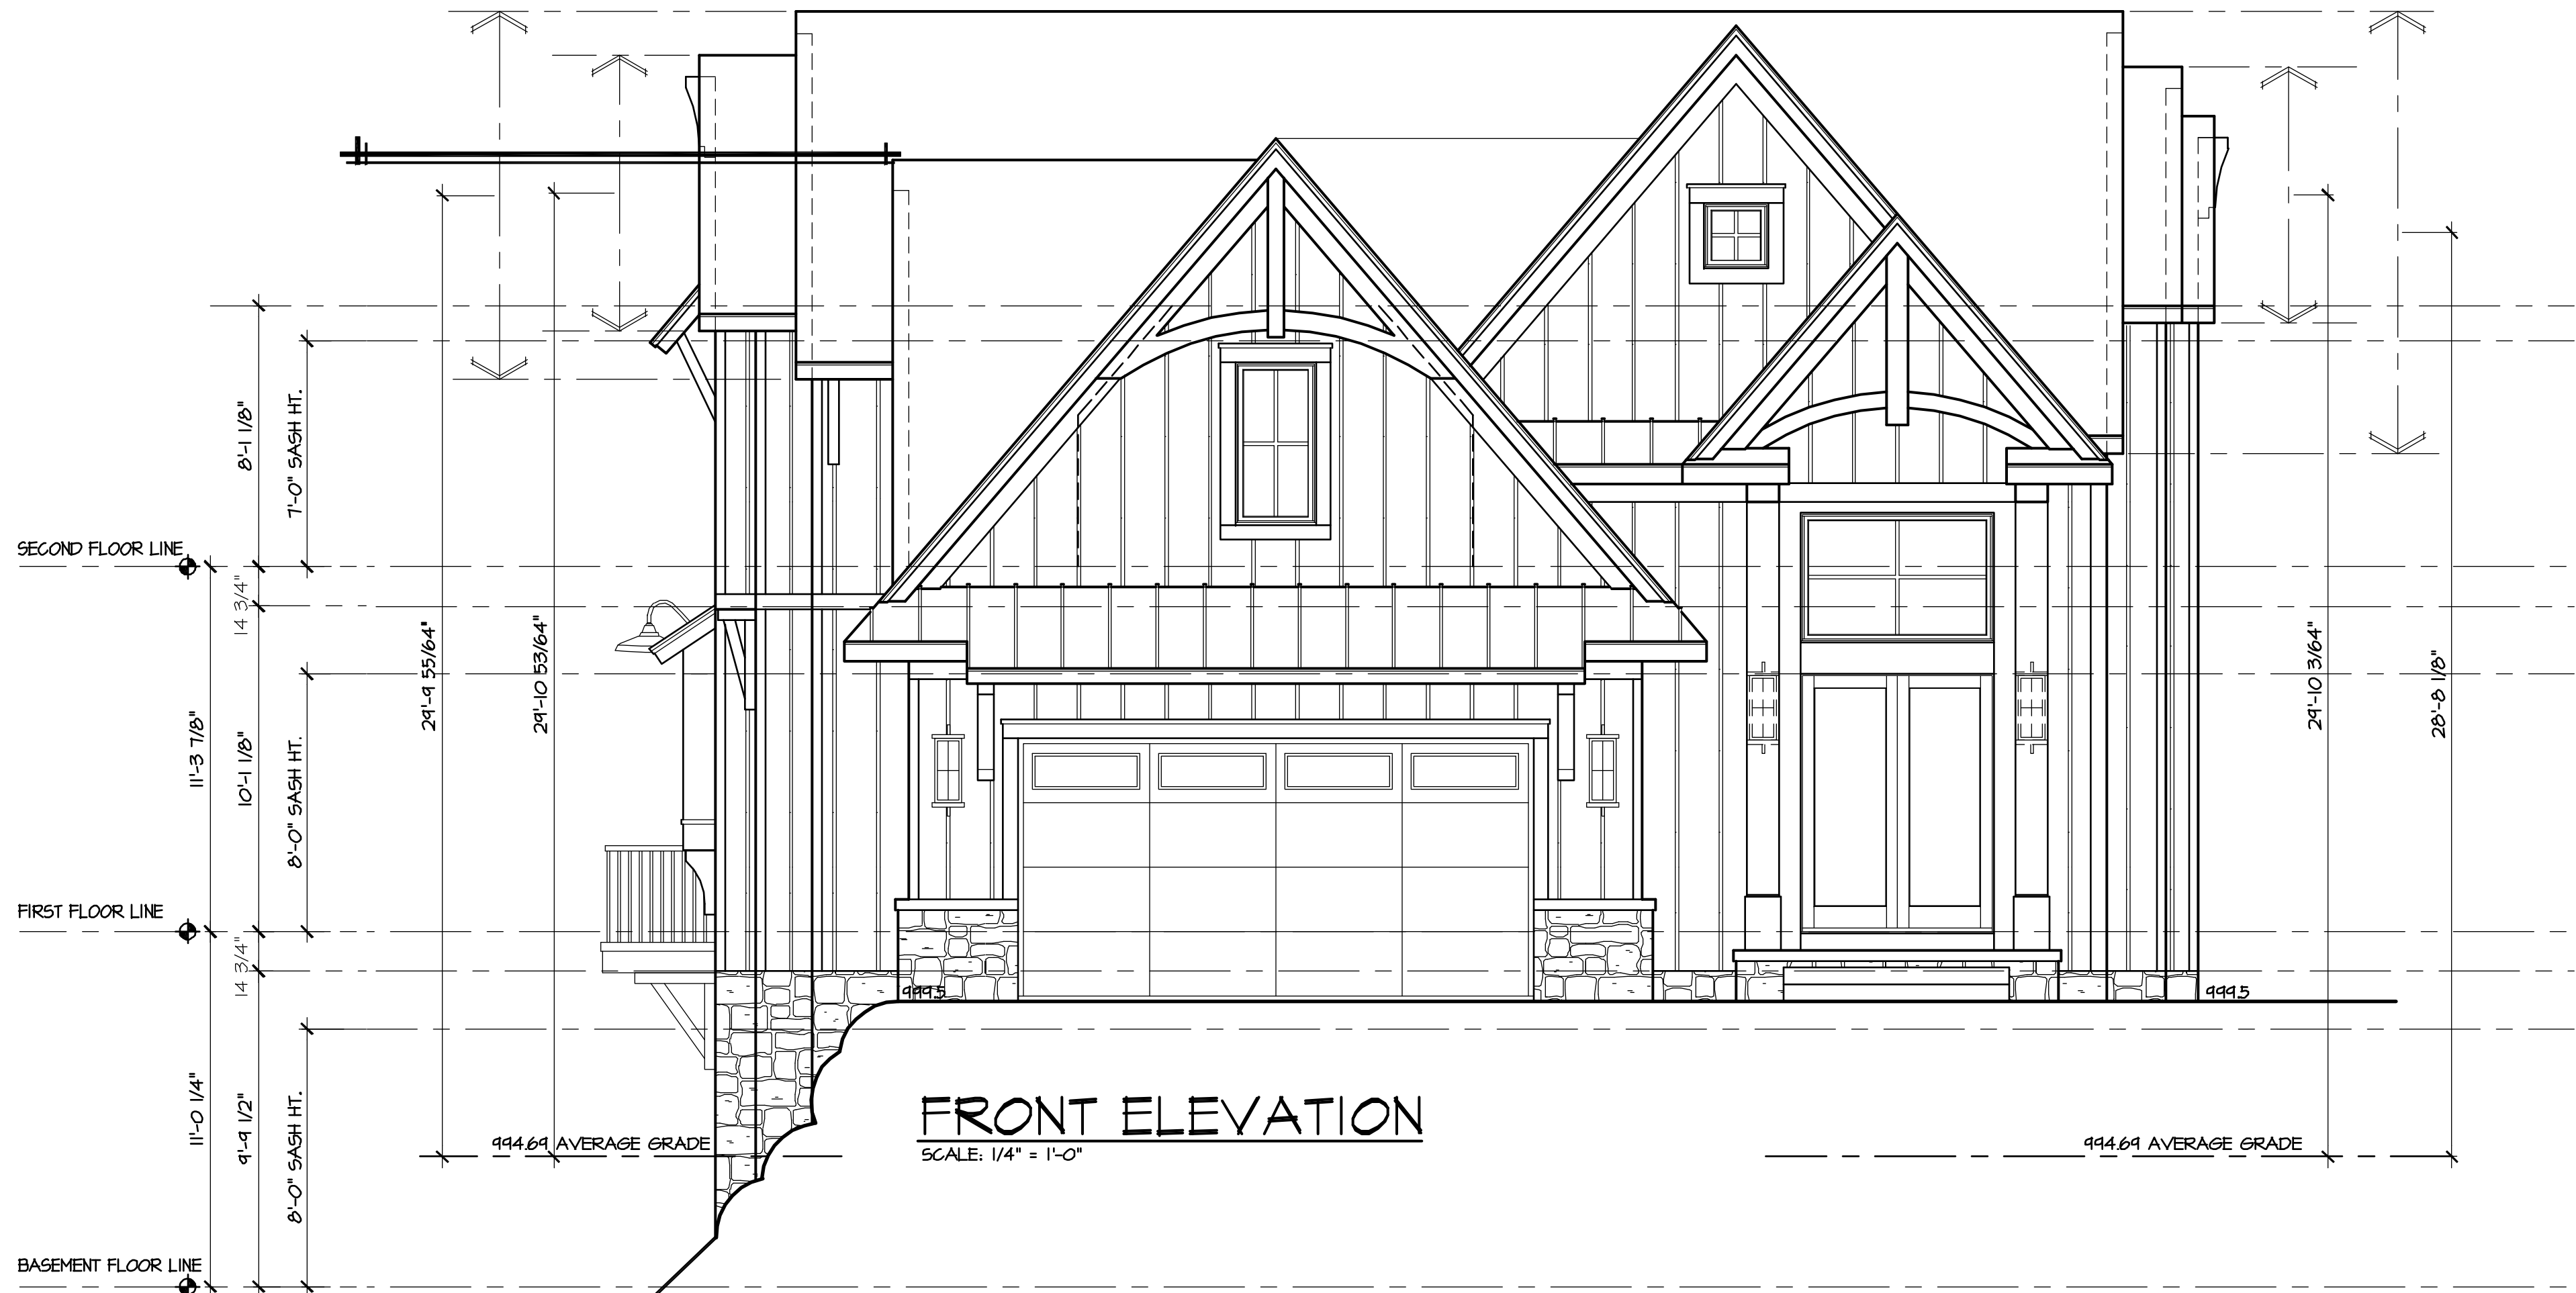 SECOND FLOOR LINE
8'-1 1/8"
7'-0" SASH HT.
14 3/4"
11'-3 7/8"
10'-1 1/8"
8'-0" SASH HT.
29'-9 55/64"
29'-10 53/64"
29'-10 3/64"
28'-8 1/8"
FIRST FLOOR LINE
14 3/4"
999.5
999.5
11'-0 1/4"
9'-9 1/2"
8'-0" SASH HT.
994.69 AVERAGE GRADE
FRONT ELEVATION
SCALE: 1/4" = 1'-0"
994.69 AVERAGE GRADE
BASEMENT FLOOR LINE